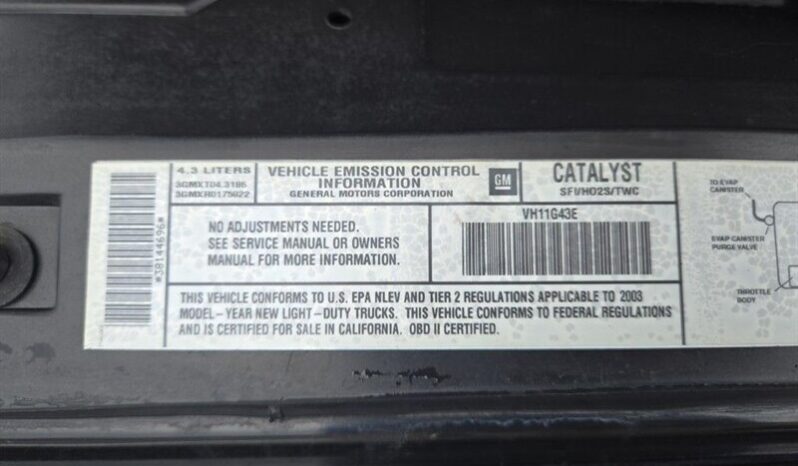 *38144696*
4.3 LITERS
3GMXT04.3185
3GMXR0175922
VEHICLE EMISSION CONTROL
INFORMATION
GENERAL MOTORS CORPORATION
GM
CATALYST
SFI/HO2S/TWC
NO ADJUSTMENTS NEEDED.
SEE SERVICE MANUAL OR OWNERS
MANUAL FOR MORE INFORMATION.
VH11G43E
THIS VEHICLE CONFORMS TO U.S. EPA NLEV AND TIER 2 REGULATIONS APPLICABLE TO 2003
MODEL-YEAR NEW LIGHT-DUTY TRUCKS. THIS VEHICLE CONFORMS TO FEDERAL REGULATIONS
AND IS CERTIFIED FOR SALE IN CALIFORNIA. OBD II CERTIFIED.
TO EVAP
CANISTER
EVAP CANISTER
PURGE VALVE
THROTTLE
BODY